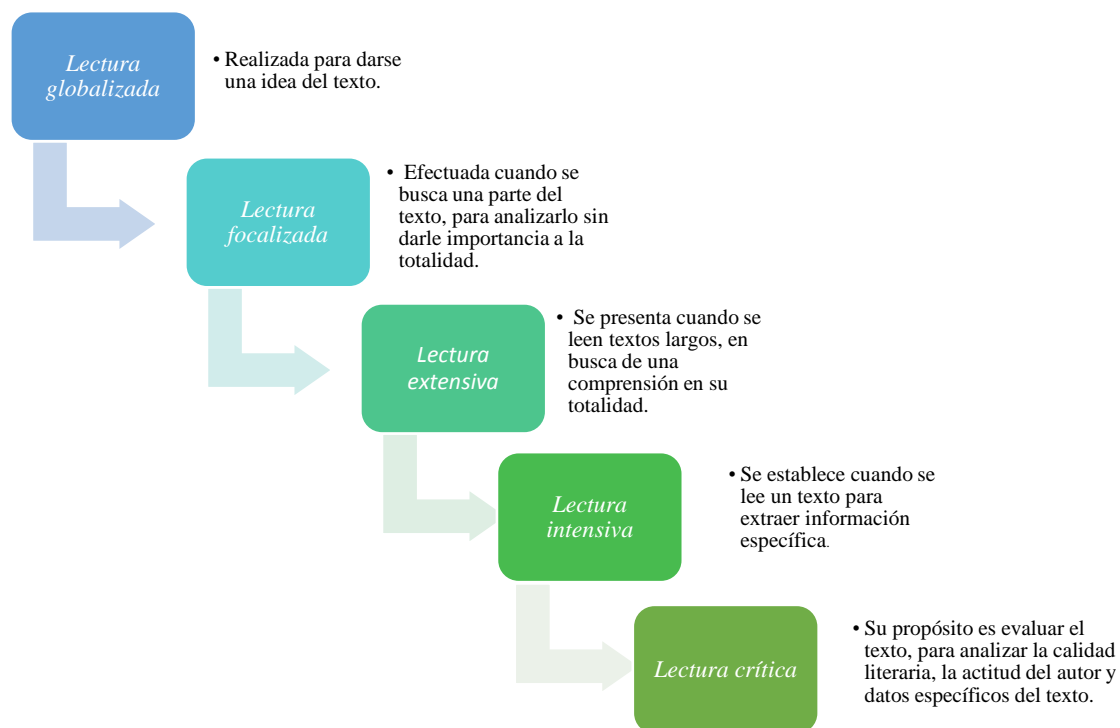 Lectura
globalizada
• Realizada para darse
una idea del texto.
Lectura
focalizada
• Efectuada cuando se
busca una parte del
texto, para analizarlo sin
darle importancia a la
totalidad.
Lectura
extensiva
• Se presenta cuando se
leen textos largos, en
busca de una
comprensión en su
totalidad.
Lectura
intensiva
• Se establece cuando se
lee un texto para
extraer información
específica.
Lectura crítica
• Su propósito es evaluar el
texto, para analizar la calidad
literaria, la actitud del autor y
datos específicos del texto.